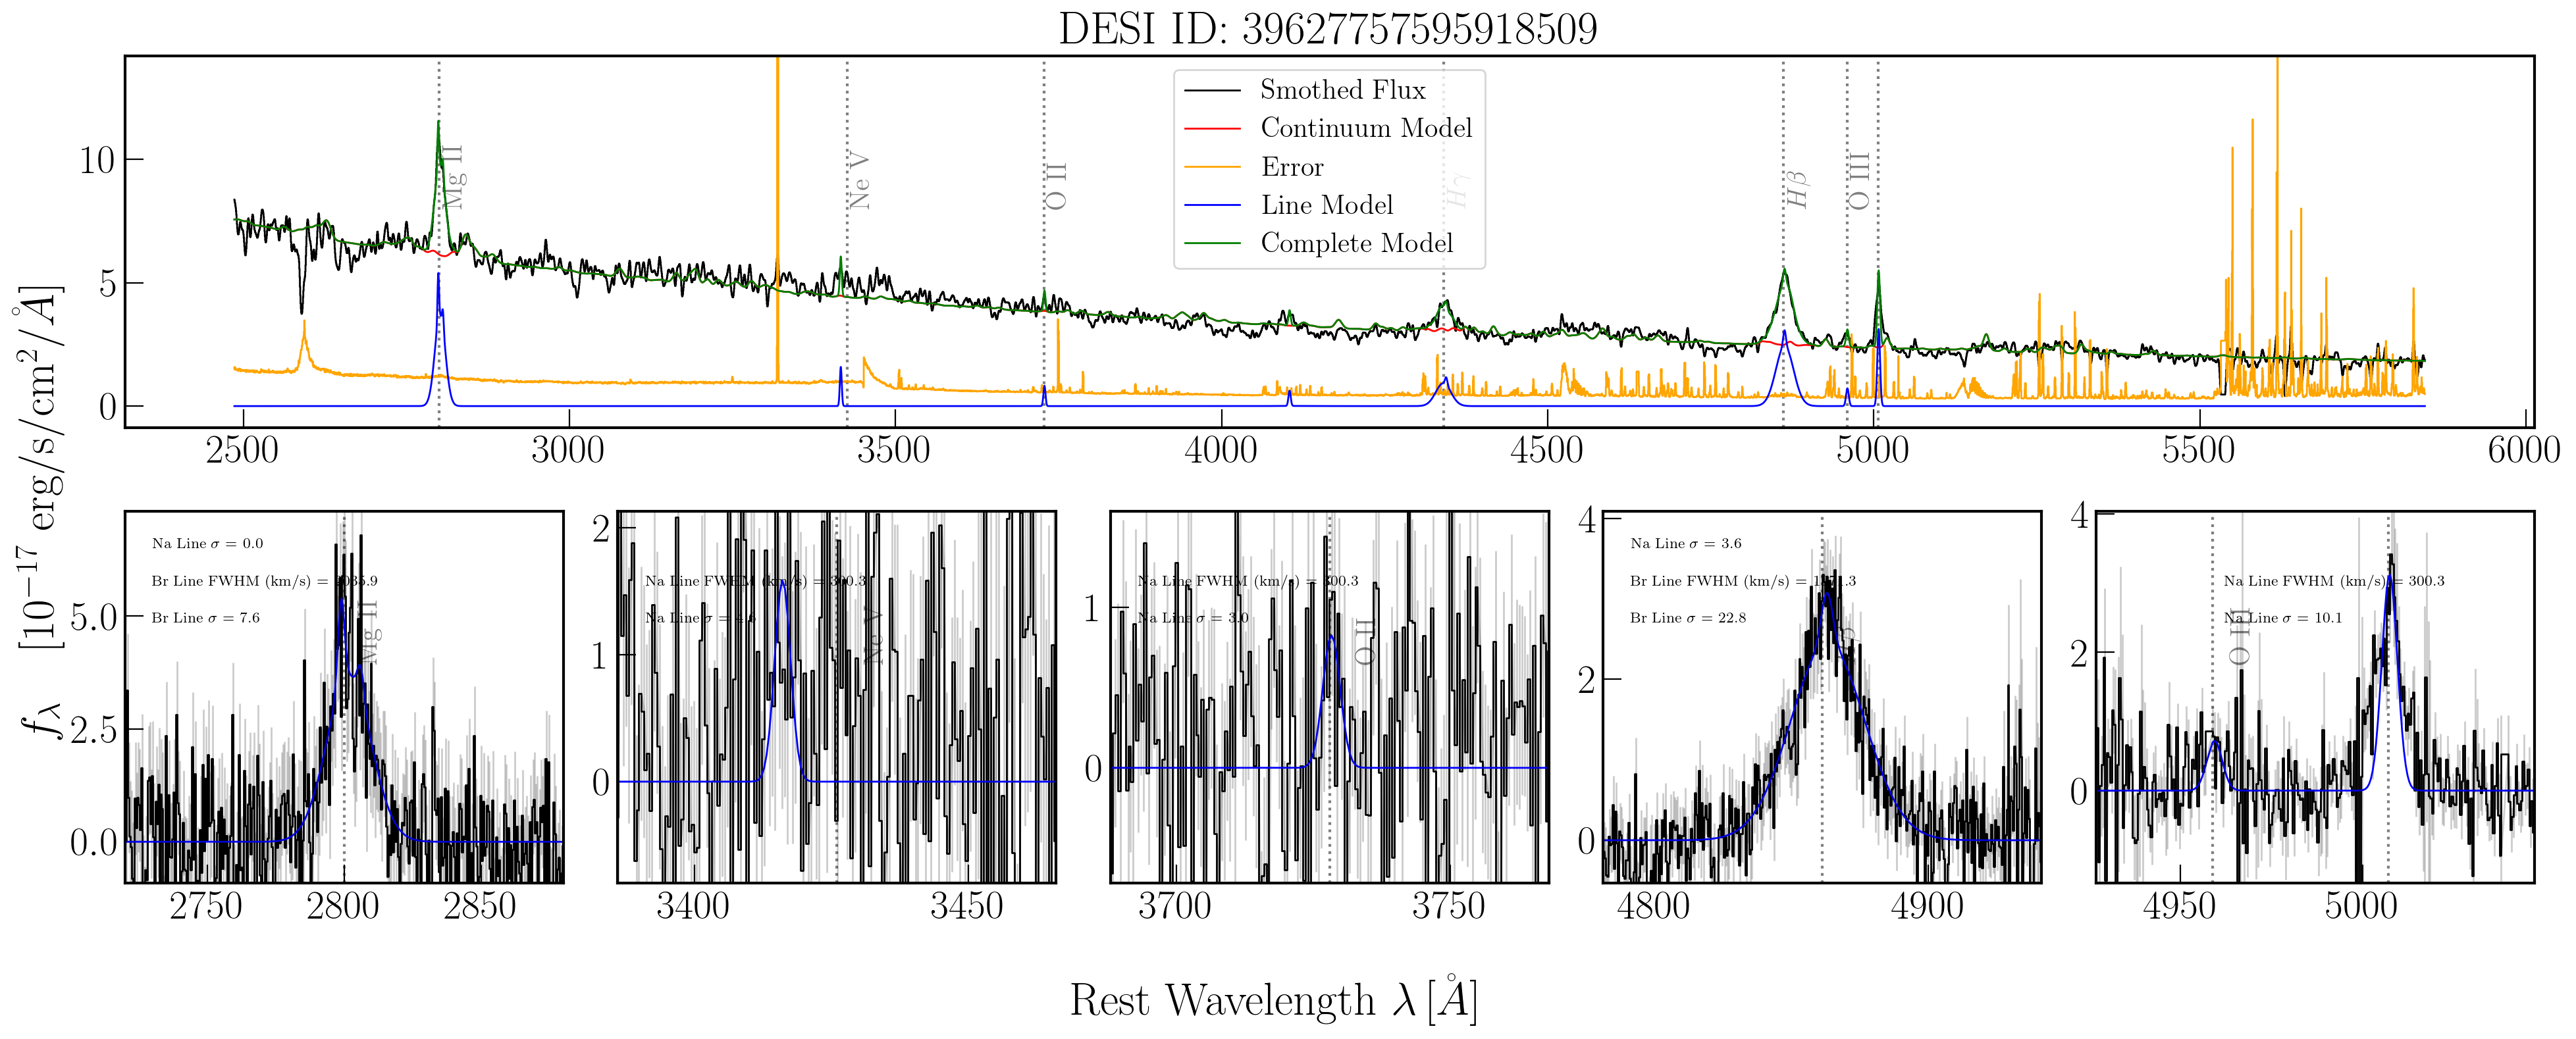 DESI ID: 39627757595918509
Smothed Flux
Continuum Model
Error
Line Model
Complete Model
Mg II
Ne V
O II
Hγ
Hβ
O III
10
5
0
2500
3000
3500
4000
4500
5000
5500
6000
f_λ [10^{-17} erg/s/cm^2/Å]
Na Line σ = 0.0
Br Line FWHM (km/s) =
Br Line σ = 7.6
Mg II
5.0
2.5
0.0
2750
2800
2850
Na Line FWHM (km/s) = 300.3
Na Line σ =
Ne V
2
1
0
3400
3450
Na Line FWHM (km/s) = 300.3
Na Line σ = 3.0
O II
1
0
3700
3750
Na Line σ = 3.6
Br Line FWHM (km/s) =
Br Line σ = 22.8
4
2
0
4800
4900
Na Line FWHM (km/s) = 300.3
Na Line σ = 10.1
O III
4
2
0
4950
5000
Rest Wavelength λ [Å]